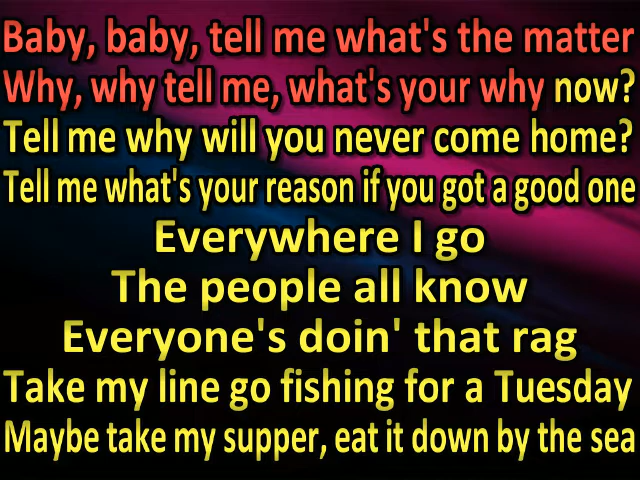 Baby, baby, tell me what's the matter
Why, why tell me, what's your why now?
Tell me why will you never come home?
Tell me what's your reason if you got a good one
Everywhere I go
The people all know
Everyone's doin' that rag
Take my line go fishing for a Tuesday
Maybe take my supper, eat it down by the sea